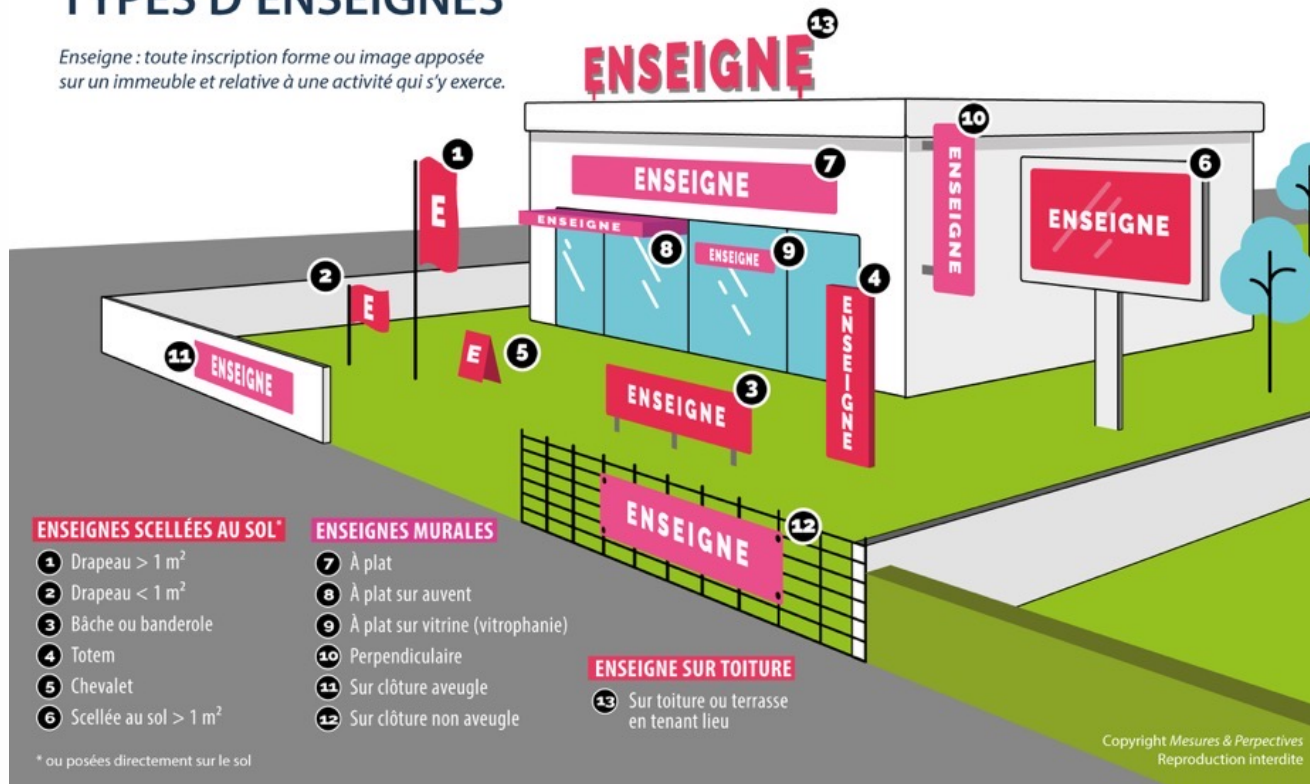 TYPES D'ENSEIGNES
Enseigne : toute inscription forme ou image apposée
sur un immeuble et relative à une activité qui s'y exerce.
ENSEIGNE
13
10
ENSEIGNE
1
E
7
ENSEIGNE
6
ENSEIGNE
ENSEIGNE
8
ENSEIGNE
9
2
E
4
ENSEIGNE
11
ENSEIGNE
E
5
3
ENSEIGNE
ENSEIGNE
12
ENSEIGNES SCELLÉES AU SOL*
1 Drapeau > 1 m²
2 Drapeau < 1 m²
3 Bâche ou banderole
4 Totem
5 Chevalet
6 Scellée au sol > 1 m²
* ou posées directement sur le sol
ENSEIGNES MURALES
7 À plat
8 À plat sur auvent
9 À plat sur vitrine (vitrophanie)
10 Perpendiculaire
11 Sur clôture aveugle
12 Sur clôture non aveugle
ENSEIGNE SUR TOITURE
13 Sur toiture ou terrasse
en tenant lieu
Copyright Mesures & Perpectives
Reproduction interdite